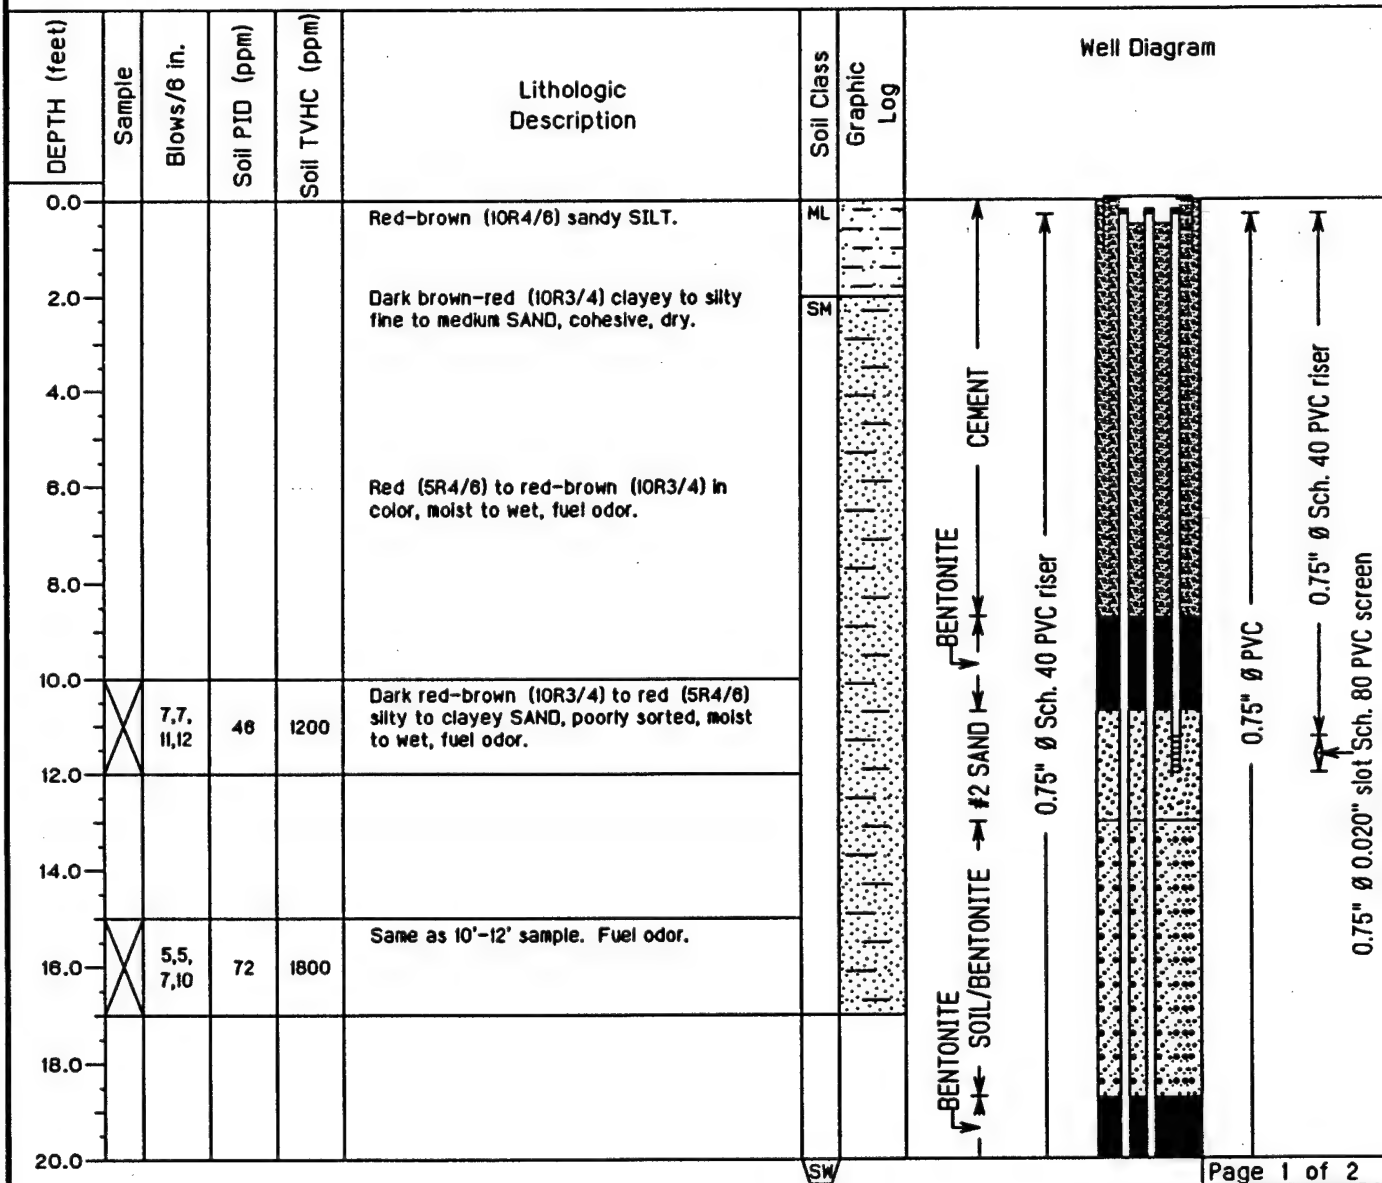 DEPTH (feet)
Sample
Blows/6 in.
Soil PID (ppm)
Soil TVHC (ppm)
Lithologic
Description
Soil Class
Graphic
Log
Well Diagram
0.0
Red-brown (10R4/6) sandy SILT.
ML
2.0
Dark brown-red (10R3/4) clayey to silty
fine to medium SAND, cohesive, dry.
SM
4.0
6.0
Red (5R4/6) to red-brown (10R3/4) in
color, moist to wet, fuel odor.
8.0
10.0
7,7,
11,12
46
1200
Dark red-brown (10R3/4) to red (5R4/6)
silty to clayey SAND, poorly sorted, moist
to wet, fuel odor.
12.0
14.0
5,5,
7,10
72
1800
Same as 10'-12' sample. Fuel odor.
16.0
18.0
20.0
SW
CEMENT
BENTONITE
#2 SAND
SOIL/BENTONITE
BENTONITE
0.75" Ø Sch. 40 PVC riser
0.75" Ø PVC
0.75" Ø Sch. 40 PVC riser
0.75" Ø 0.020" slot Sch. 80 PVC screen
Page 1 of 2